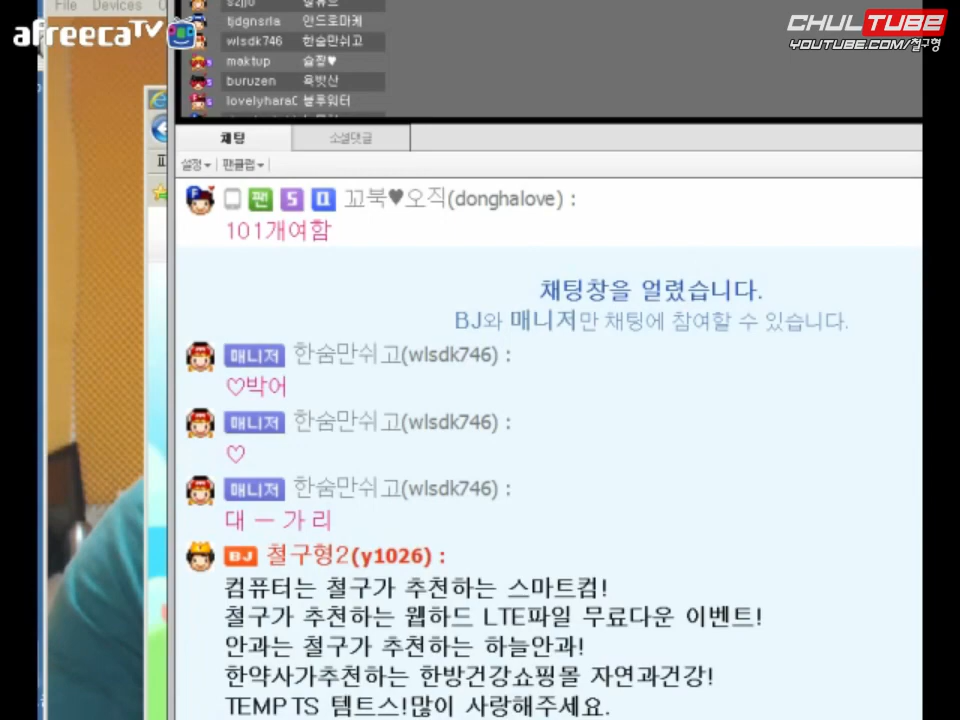 File Devices
afreecaTV
CHULTUBE
YOUTUBE.COM/철구형
tjdgnsrla 안드로마케
wlsdk746 한숨만쉬고
maktup 슬찡♥
buruzen 욕밧산
블루워터
채팅 소셜댓글
설정 팬클럽
팬 S 꼬북♥오직(donghalove) :
101개여함
채팅창을 얼렸습니다.
BJ와 매니저만 채팅에 참여할 수 있습니다.
매니저 한숨만쉬고(wlsdk746) :
♡박어
매니저 한숨만쉬고(wlsdk746) :
♡
매니저 한숨만쉬고(wlsdk746) :
대 ㅡ 가 리
BJ 철구형2(y1026) :
컴퓨터는 철구가 추천하는 스마트컴!
철구가 추천하는 웹하드 LTE파일 무료다운 이벤트!
안과는 철구가 추천하는 하늘안과!
한약사가추천하는 한방건강쇼핑몰 자연과건강!
TEMPTS 템트스!많이 사랑해주세요.